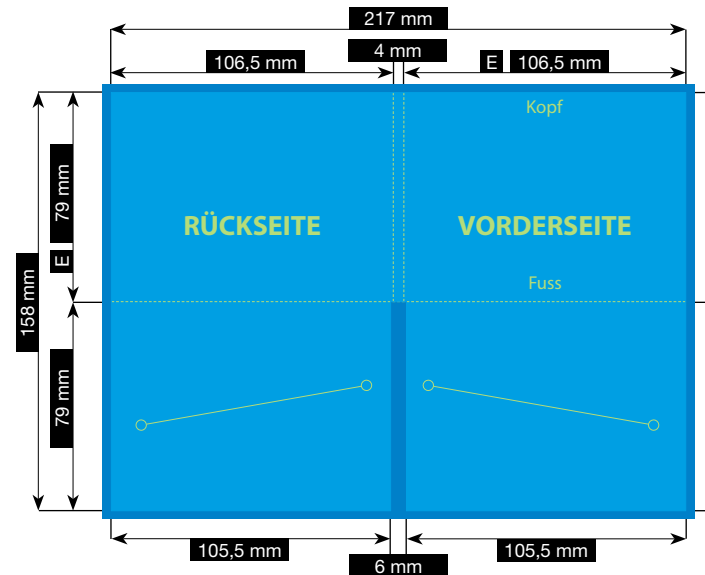 217 mm
4 mm
106,5 mm
E 106,5 mm
Kopf
79 mm
RÜCKSEITE
VORDERSEITE
E
Fuss
158 mm
79 mm
105,5 mm
105,5 mm
6 mm